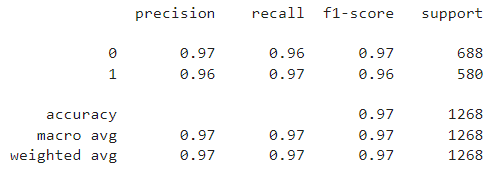 precision recall f1-score support
0 0.97 0.96 0.97 688
1 0.96 0.97 0.96 580
accuracy 0.97 1268
macro avg 0.97 0.97 0.97 1268
weighted avg 0.97 0.97 0.97 1268